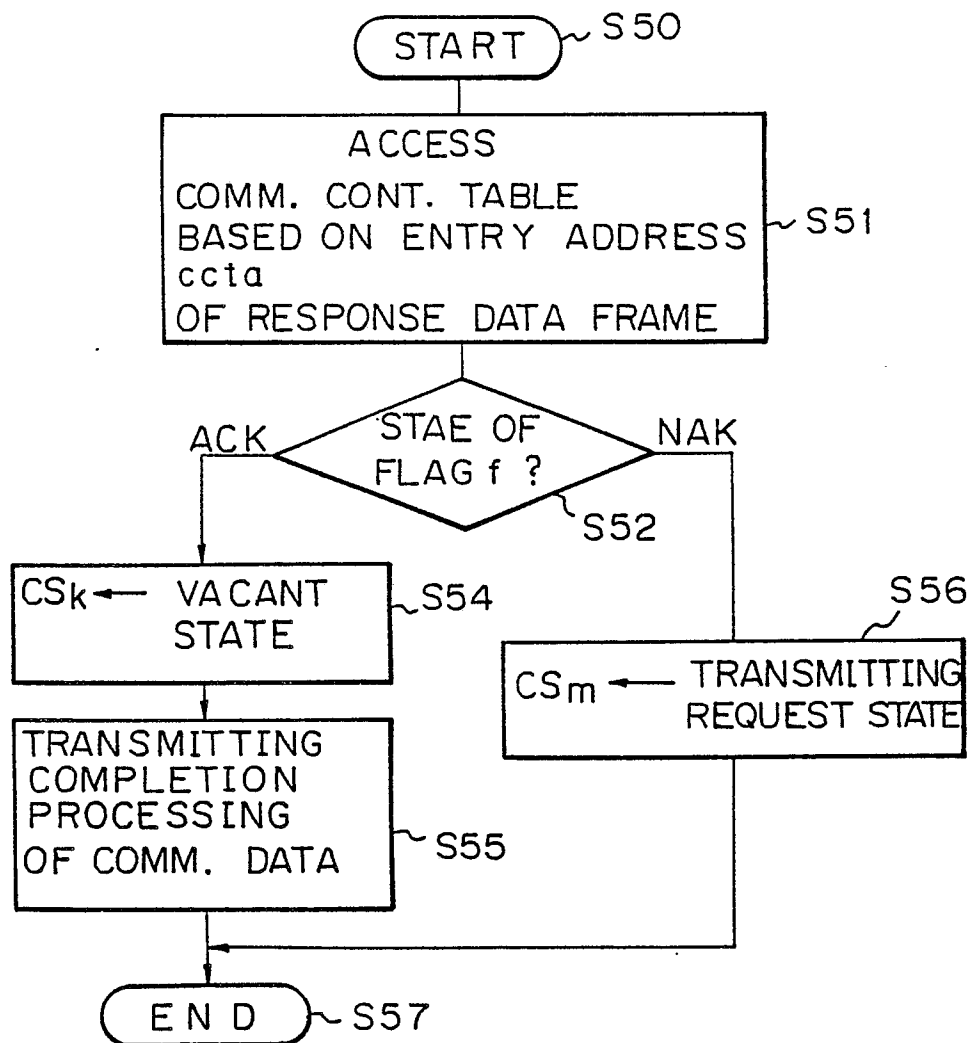 START
S50
ACCESS
COMM. CONT. TABLE
BASED ON ENTRY ADDRESS
ccta
OF RESPONSE DATA FRAME
S51
ACK
STAE OF
FLAG f ?
NAK
S52
CSk ← VACANT
STATE
S54
S56
CSm ← TRANSMITTING
REQUEST STATE
TRANSMITTING
COMPLETION
PROCESSING
OF COMM. DATA
S55
END
S57